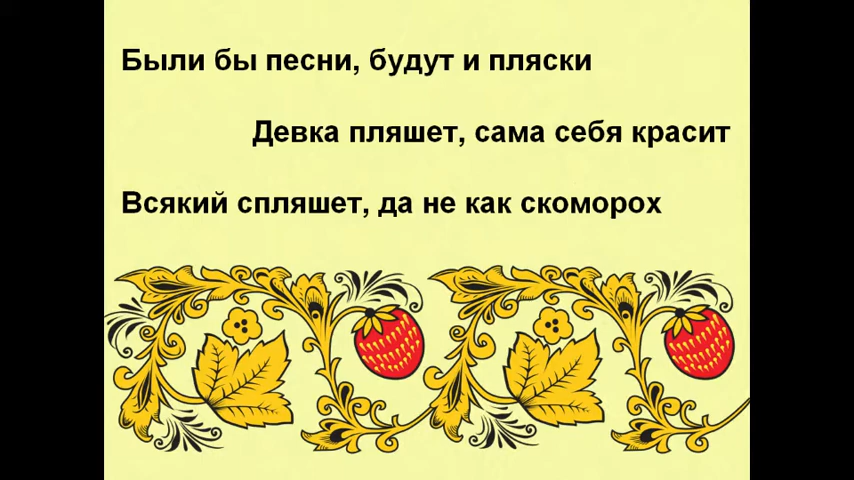 Были бы песни, будут и пляски
Девка пляшет, сама себя красит
Всякий спляшет, да не как скоморох